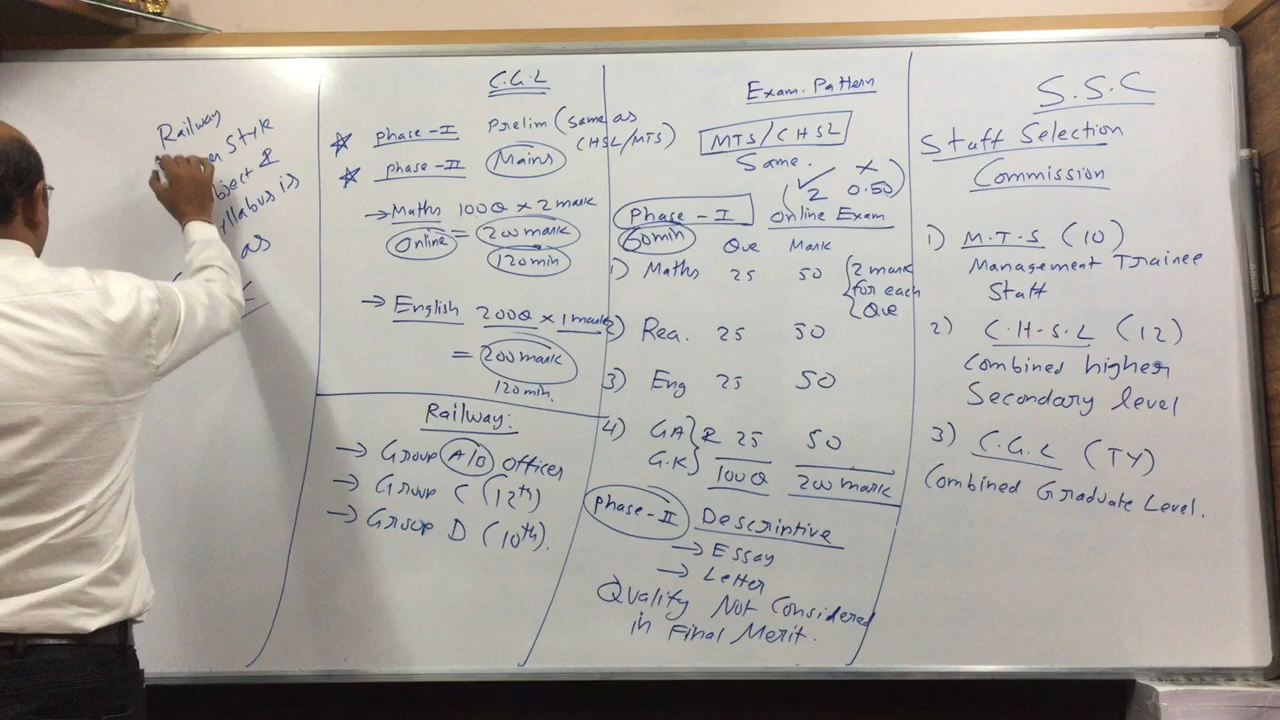 Railway
Style
&
is
as
C.G.L
☆ Phase-I Prelim (same as
CHSL/MTS)
☆ Phase-II Mains
→ Maths 100Q x 2 mark
Online = 200 mark
120 min
→ English 200Q x 1 mark
= 200 mark
120 min.
Railway:
→ Group A/B officer
→ Group C (12th)
→ Group D (10th).
Exam. Pattern
MTS/CHSL
Same.
(✓ 2 x 0.50)
Phase-I Online Exam
60min Que Mark
1) Maths 25 50 {2 mark
for each
Que
2) Rea. 25 50
3) Eng 25 50
4) GA } R 25 50
G.K } 100Q 200 mark
Phase-II Descriptive
→ Essay
→ Letter
Qualify Not Considered
in Final Merit.
S.S.C
Staff Selection
Commission
1) M.T.S (10)
Management Trainee
Staff
2) C.H.S.L (12)
Combined higher
Secondary level
3) C.G.L (TY)
Combined Graduate Level.